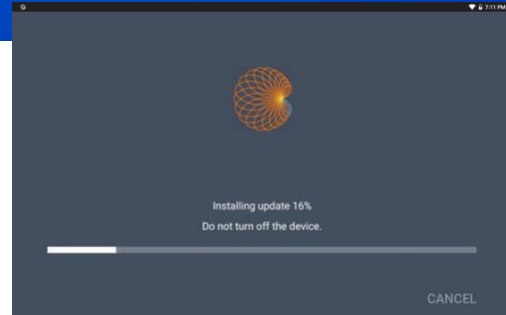 7:11 PM
Installing update 16%
Do not turn off the device.
CANCEL